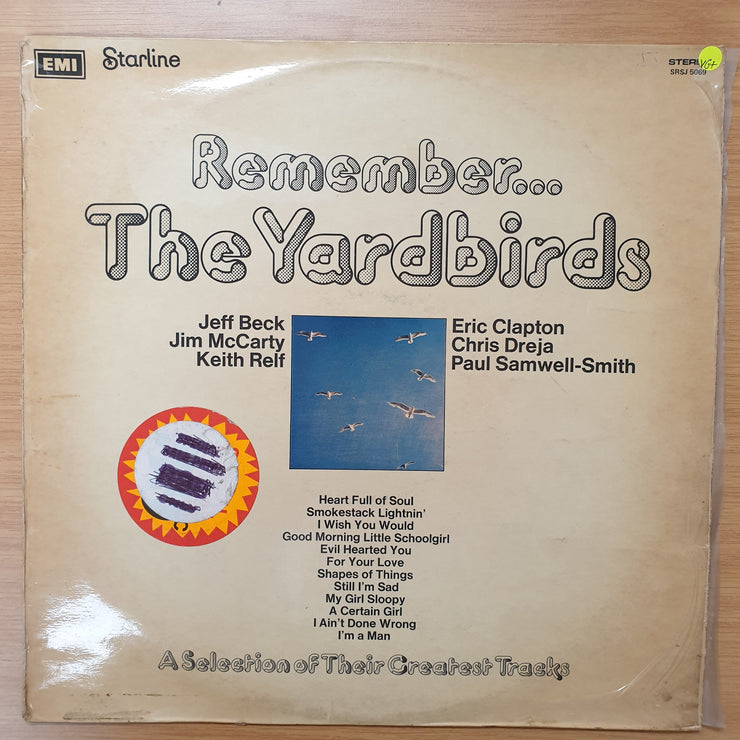 EMI
Starline
STEREO
VG+
SRSJ 5069
Remember...
The Yardbirds
Jeff Beck
Jim McCarty
Keith Relf
Eric Clapton
Chris Dreja
Paul Samwell-Smith
Heart Full of Soul
Smokestack Lightnin'
I Wish You Would
Good Morning Little Schoolgirl
Evil Hearted You
For Your Love
Shapes of Things
Still I'm Sad
My Girl Sloopy
A Certain Girl
I Ain't Done Wrong
I'm a Man
A Selection of Their Greatest Tracks